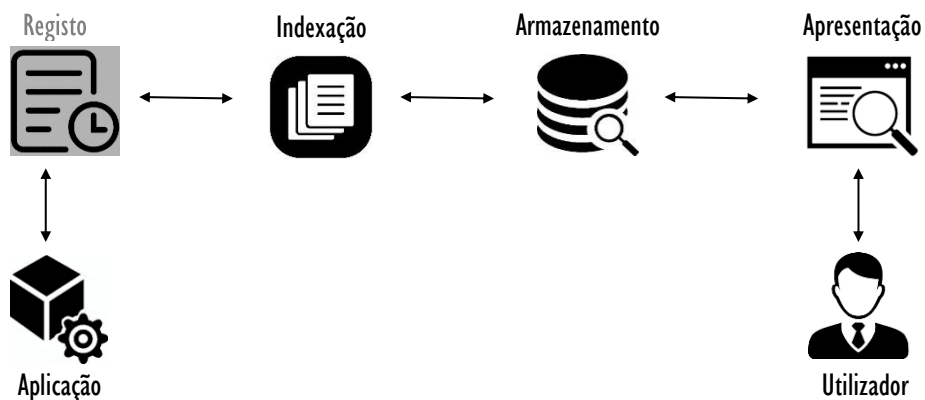 Registo
Indexação
Armazenamento
Apresentação
Aplicação
Utilizador